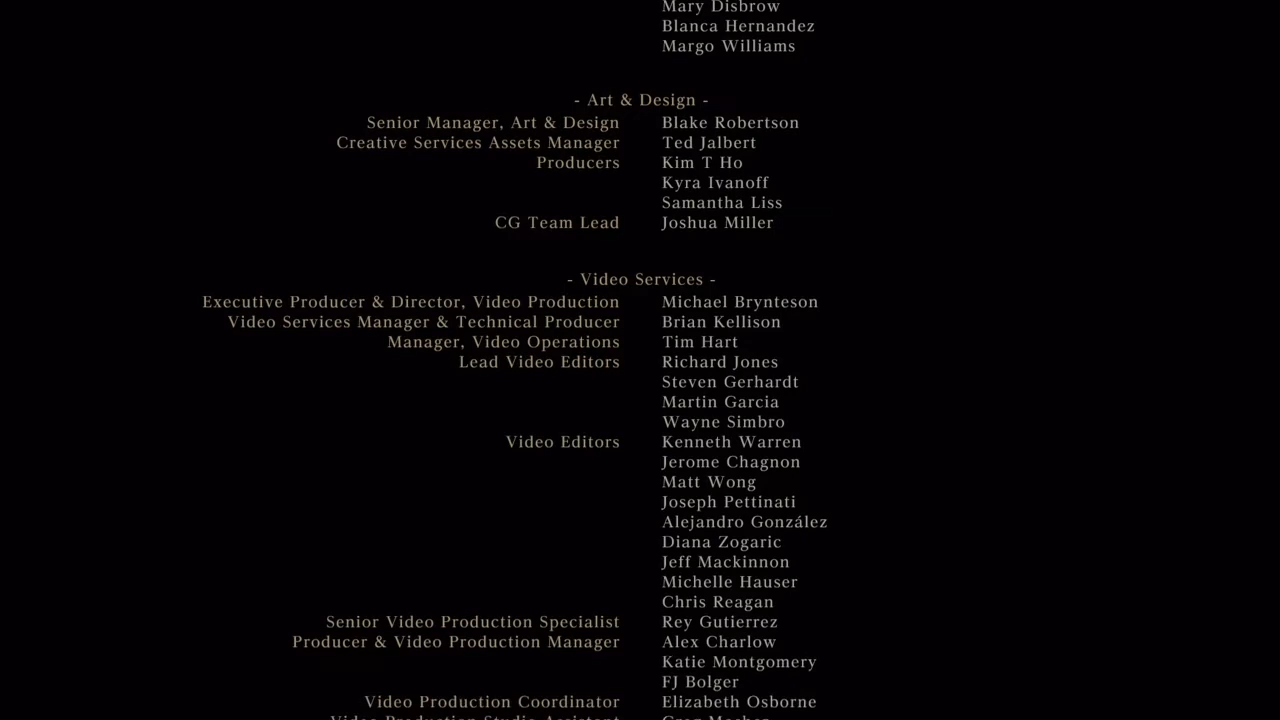 Mary Disbrow
Blanca Hernandez
Margo Williams
- Art & Design -
Senior Manager, Art & Design Blake Robertson
Creative Services Assets Manager Ted Jalbert
Producers Kim T Ho
Kyra Ivanoff
Samantha Liss
CG Team Lead Joshua Miller
- Video Services -
Executive Producer & Director, Video Production Michael Brynteson
Video Services Manager & Technical Producer Brian Kellison
Manager, Video Operations Tim Hart
Lead Video Editors Richard Jones
Steven Gerhardt
Martin Garcia
Wayne Simbro
Video Editors Kenneth Warren
Jerome Chagnon
Matt Wong
Joseph Pettinati
Alejandro González
Diana Zogaric
Jeff Mackinnon
Michelle Hauser
Chris Reagan
Senior Video Production Specialist Rey Gutierrez
Producer & Video Production Manager Alex Charlow
Katie Montgomery
FJ Bolger
Video Production Coordinator Elizabeth Osborne
Video Production Studio Assistant Greg